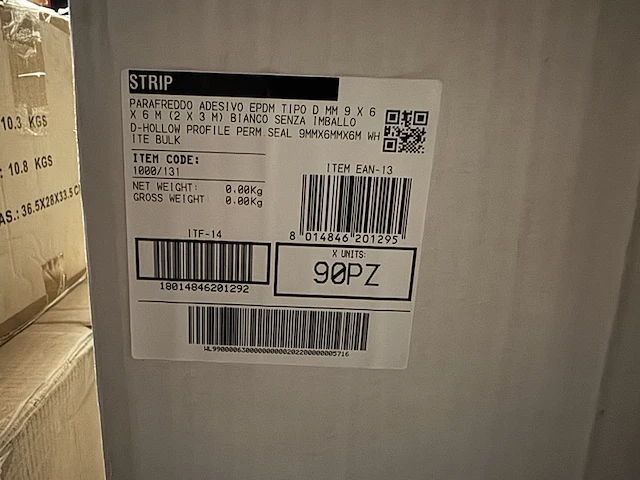 10.3 KGS
: 10.8 KGS
AS.: 36.5X28X33.5 C
STRIP
PARAFREDDO ADESIVO EPDM TIPO D MM 9 X 6
X 6 M (2 X 3 M) BIANCO SENZA IMBALLO
D-HOLLOW PROFILE PERM.SEAL 9MMX6MMX6M WH
ITE BULK
ITEM CODE:
1000/131
NET WEIGHT: 0.00Kg
GROSS WEIGHT 0.00Kg
ITEM EAN-13
8 014846 201295
ITF-14
18014846201292
X UNITS:
90PZ